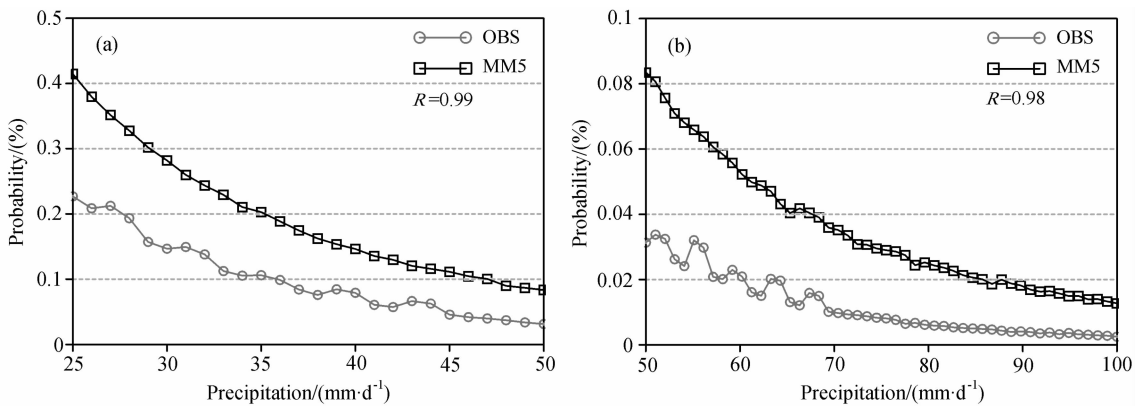 (a)
OBS
MM5
R=0.99
0.5
0.4
0.3
0.2
0.1
0
Probability/(%)
25 30 35 40 45 50
Precipitation/(mm·d⁻¹)
(b)
OBS
MM5
R=0.98
0.1
0.08
0.06
0.04
0.02
0
Probability/(%)
50 60 70 80 90 100
Precipitation/(mm·d⁻¹)